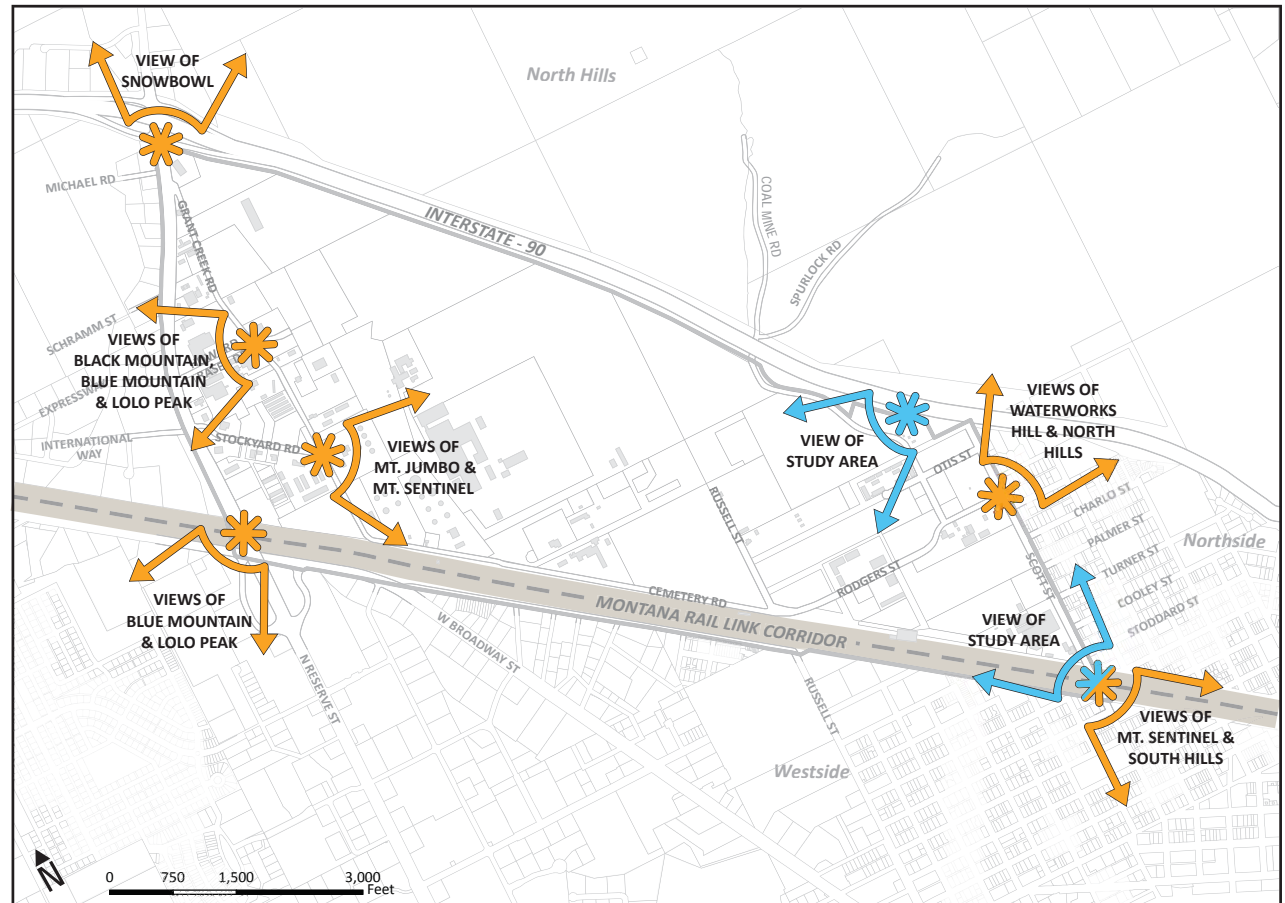 VIEW OF
SNOWBOWL
North Hills
MICHAEL RD
GRANT CREEK RD
INTERSTATE - 90
COAL MINE RD
SPURLOCK RD
SCHRAMM ST
VIEWS OF
BLACK MOUNTAIN,
BLUE MOUNTAIN
& LOLO PEAK
INTERNATIONAL
WAY
STOCKYARD RD
VIEWS OF
MT. JUMBO &
MT. SENTINEL
VIEW OF
STUDY AREA
VIEWS OF
WATERWORKS
HILL & NORTH
HILLS
OTIS ST
RUSSELL ST
CHARLO ST
PALMER ST
TURNER ST
COOLEY ST
STODDARD ST
Northside
RODGERS ST
SCOTT ST
CEMETERY RD
MONTANA RAIL LINK CORRIDOR
VIEWS OF
BLUE MOUNTAIN
& LOLO PEAK
W BROADWAY ST
N RESERVE ST
RUSSELL ST
VIEW OF
STUDY AREA
VIEWS OF
MT. SENTINEL &
SOUTH HILLS
Westside
N
0 750 1,500 3,000
Feet